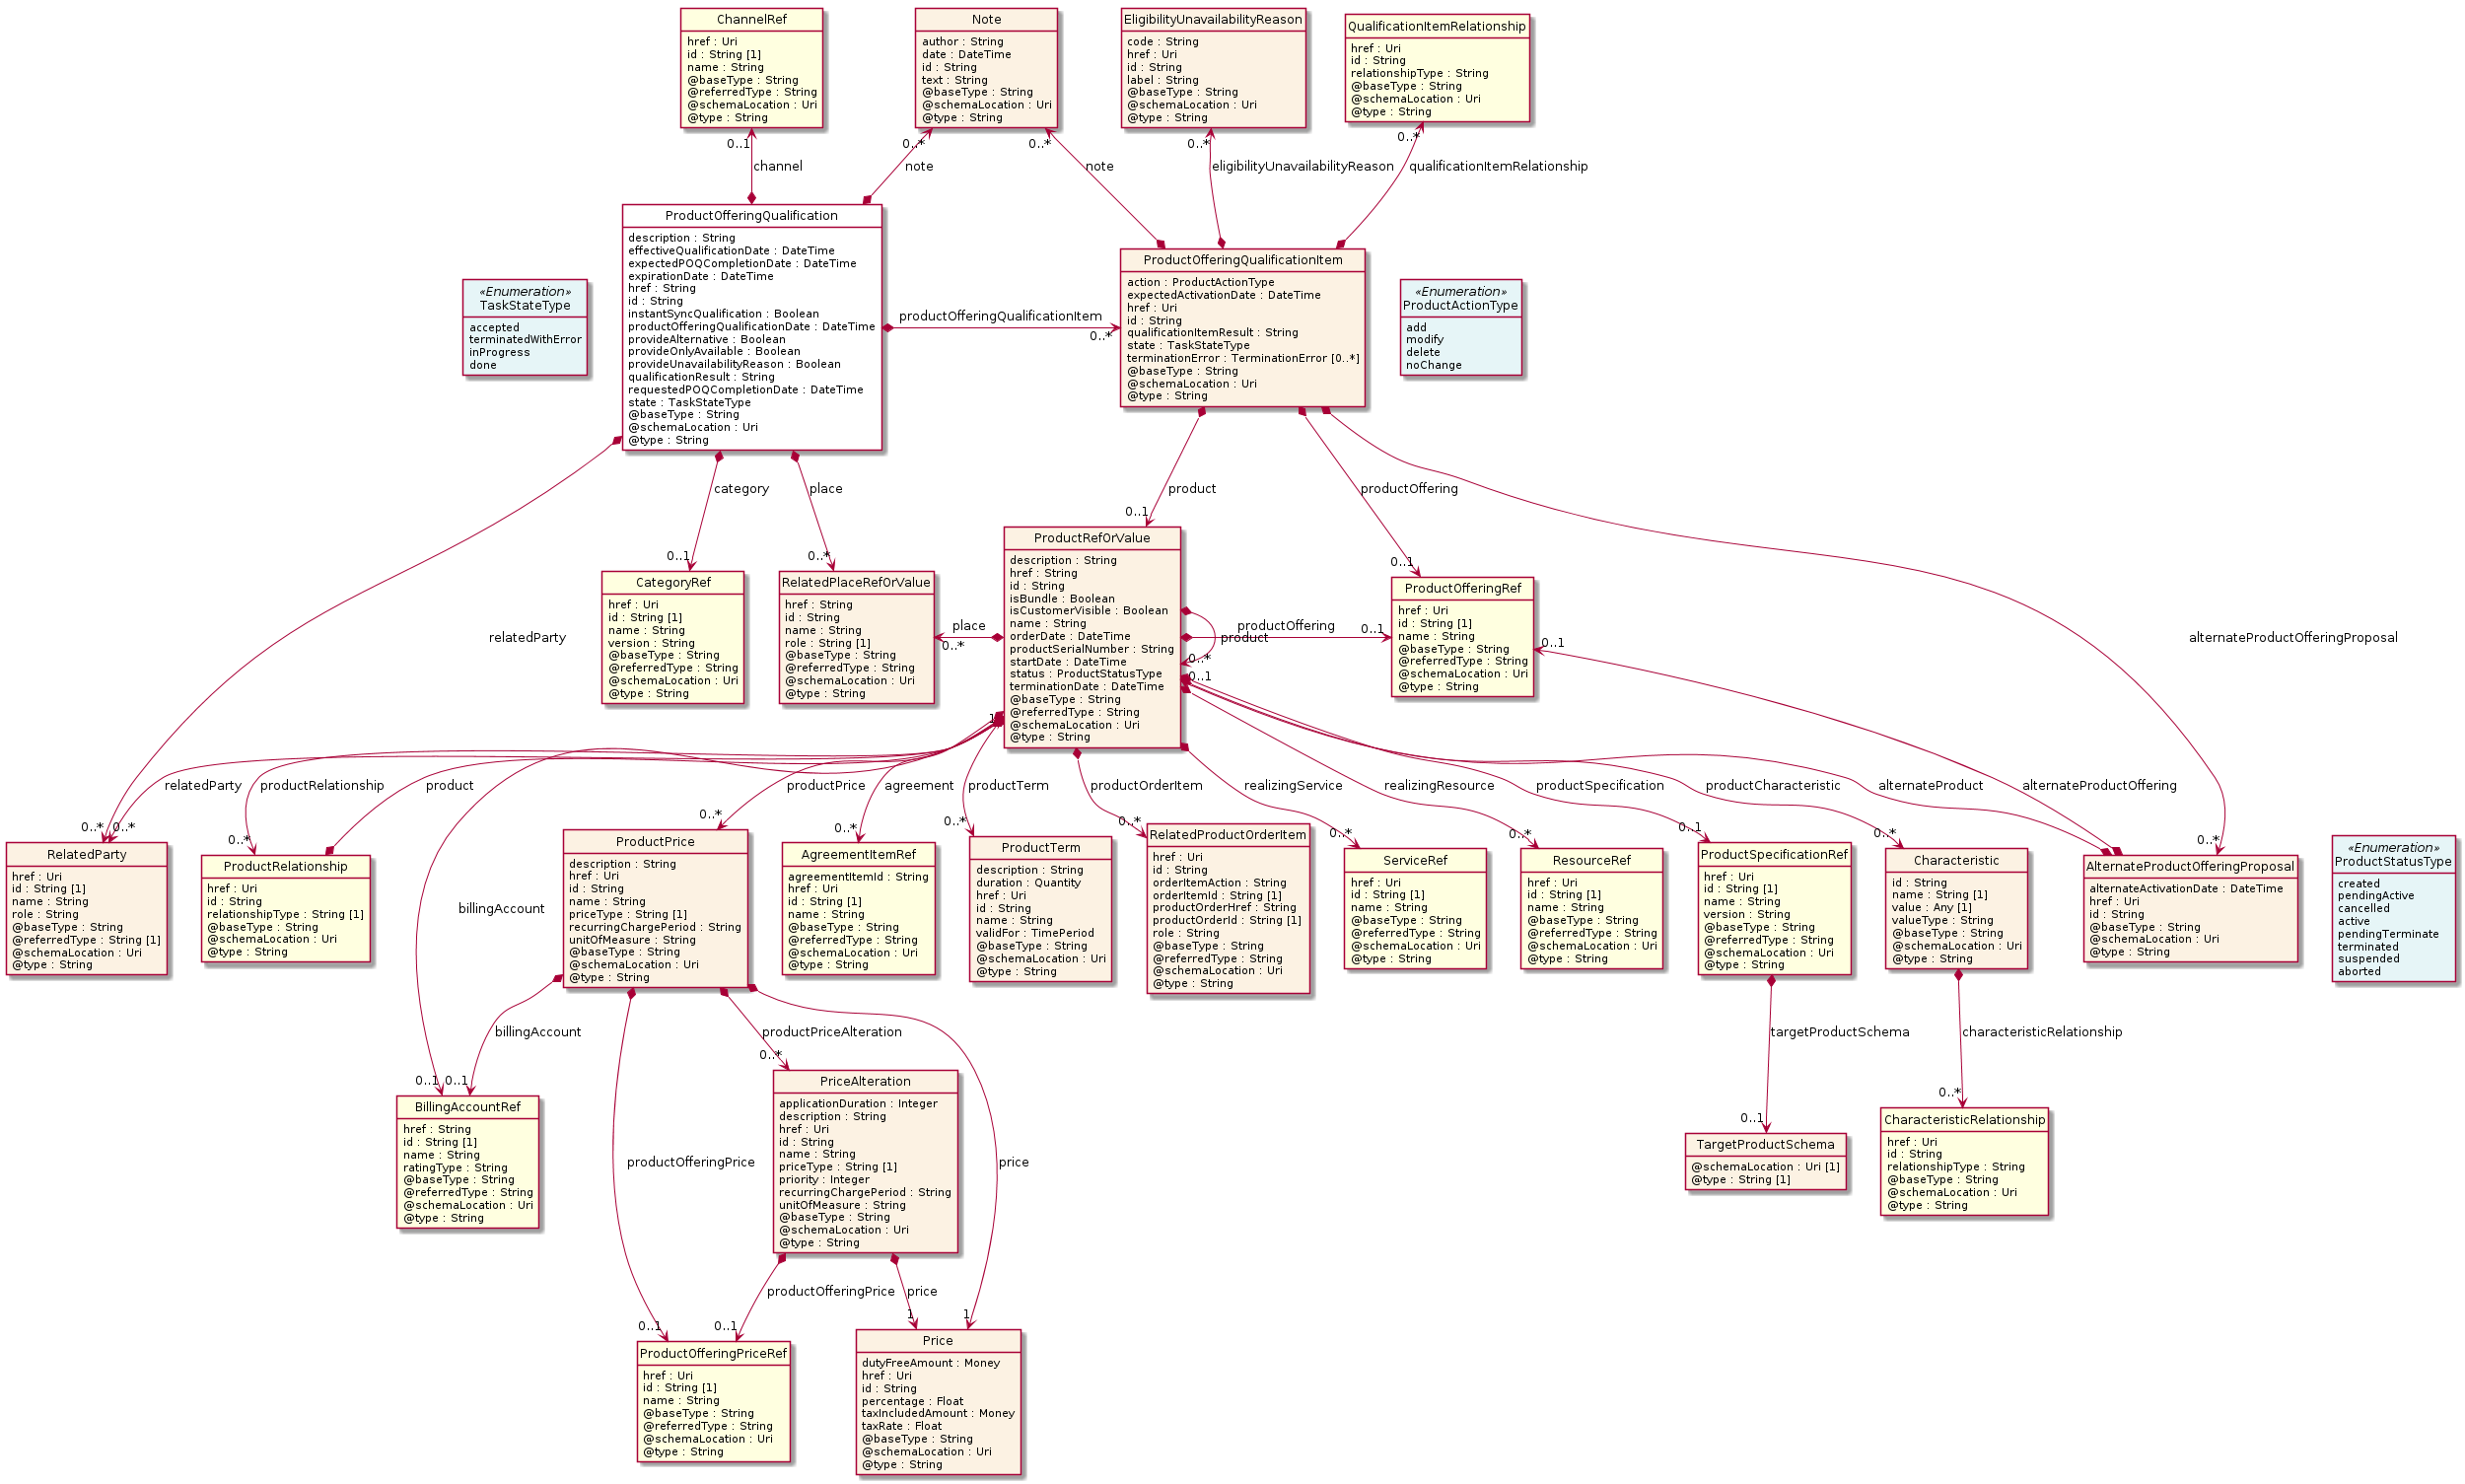 ChannelRef
href : Uri
id : String [1]
name : String
@baseType : String
@referredType : String
@schemaLocation : Uri
@type : String
Note
author : String
date : DateTime
id : String
text : String
@baseType : String
@schemaLocation : Uri
@type : String
EligibilityUnavailabilityReason
code : String
href : Uri
id : String
label : String
@baseType : String
@schemaLocation : Uri
@type : String
QualificationItemRelationship
href : Uri
id : String
relationshipType : String
@baseType : String
@schemaLocation : Uri
@type : String
0..1
0..*
0..*
0..*
0..*
channel
note
note
eligibilityUnavailabilityReason
qualificationItemRelationship
ProductOfferingQualification
description : String
effectiveQualificationDate : DateTime
expectedPOQCompletionDate : DateTime
expirationDate : DateTime
href : String
id : String
instantSyncQualification : Boolean
productOfferingQualificationDate : DateTime
provideAlternative : Boolean
provideOnlyAvailable : Boolean
provideUnavailabilityReason : Boolean
qualificationResult : String
requestedPOQCompletionDate : DateTime
state : TaskStateType
@baseType : String
@schemaLocation : Uri
@type : String
«Enumeration»
TaskStateType
accepted
terminatedWithError
inProgress
done
productOfferingQualificationItem
0..*
ProductOfferingQualificationItem
action : ProductActionType
expectedActivationDate : DateTime
href : Uri
id : String
qualificationItemResult : String
state : TaskStateType
terminationError : TerminationError [0..*]
@baseType : String
@schemaLocation : Uri
@type : String
«Enumeration»
ProductActionType
add
modify
delete
noChange
category
place
product
productOffering
0..1
0..*
0..1
0..1
relatedParty
alternateProductOfferingProposal
CategoryRef
href : Uri
id : String [1]
name : String
version : String
@baseType : String
@referredType : String
@schemaLocation : Uri
@type : String
RelatedPlaceRefOrValue
href : String
id : String
name : String
role : String [1]
@baseType : String
@referredType : String
@schemaLocation : Uri
@type : String
place
0..*
ProductRefOrValue
description : String
href : String
id : String
isBundle : Boolean
isCustomerVisible : Boolean
name : String
orderDate : DateTime
productSerialNumber : String
startDate : DateTime
status : ProductStatusType
terminationDate : DateTime
@baseType : String
@referredType : String
@schemaLocation : Uri
@type : String
productOffering
0..1
product
0..*
0..1
1
ProductOfferingRef
href : Uri
id : String [1]
name : String
@baseType : String
@referredType : String
@schemaLocation : Uri
@type : String
0..1
relatedParty
productRelationship
product
productPrice
agreement
productTerm
productOrderItem
realizingService
realizingResource
productSpecification
productCharacteristic
alternateProduct
alternateProductOffering
0..*
0..*
0..*
0..*
0..*
0..*
0..*
0..*
0..*
0..1
0..*
0..*
RelatedParty
href : Uri
id : String [1]
name : String
role : String
@baseType : String
@referredType : String [1]
@schemaLocation : Uri
@type : String
ProductRelationship
href : Uri
id : String
relationshipType : String [1]
@baseType : String
@schemaLocation : Uri
@type : String
billingAccount
ProductPrice
description : String
href : Uri
id : String
name : String
priceType : String [1]
recurringChargePeriod : String
unitOfMeasure : String
@baseType : String
@schemaLocation : Uri
@type : String
AgreementItemRef
agreementItemId : String
href : Uri
id : String [1]
name : String
@baseType : String
@referredType : String
@schemaLocation : Uri
@type : String
ProductTerm
description : String
duration : Quantity
href : Uri
id : String
name : String
validFor : TimePeriod
@baseType : String
@schemaLocation : Uri
@type : String
RelatedProductOrderItem
href : Uri
id : String
orderItemAction : String
orderItemId : String [1]
productOrderHref : String
productOrderId : String [1]
role : String
@baseType : String
@referredType : String
@schemaLocation : Uri
@type : String
ServiceRef
href : Uri
id : String [1]
name : String
@baseType : String
@referredType : String
@schemaLocation : Uri
@type : String
ResourceRef
href : Uri
id : String [1]
name : String
@baseType : String
@referredType : String
@schemaLocation : Uri
@type : String
ProductSpecificationRef
href : Uri
id : String [1]
name : String
version : String
@baseType : String
@referredType : String
@schemaLocation : Uri
@type : String
Characteristic
id : String
name : String [1]
value : Any [1]
valueType : String
@baseType : String
@schemaLocation : Uri
@type : String
AlternateProductOfferingProposal
alternateActivationDate : DateTime
href : Uri
id : String
@baseType : String
@schemaLocation : Uri
@type : String
«Enumeration»
ProductStatusType
created
pendingActive
cancelled
active
pendingTerminate
terminated
suspended
aborted
billingAccount
productPriceAlteration
targetProductSchema
characteristicRelationship
0..1
0..1
0..*
0..1
0..*
BillingAccountRef
href : String
id : String [1]
name : String
ratingType : String
@baseType : String
@referredType : String
@schemaLocation : Uri
@type : String
productOfferingPrice
PriceAlteration
applicationDuration : Integer
description : String
href : Uri
id : String
name : String
priceType : String [1]
priority : Integer
recurringChargePeriod : String
unitOfMeasure : String
@baseType : String
@schemaLocation : Uri
@type : String
price
TargetProductSchema
@schemaLocation : Uri [1]
@type : String [1]
CharacteristicRelationship
href : Uri
id : String
relationshipType : String
@baseType : String
@schemaLocation : Uri
@type : String
productOfferingPrice
price
0..1
0..1
1
1
ProductOfferingPriceRef
href : Uri
id : String [1]
name : String
@baseType : String
@referredType : String
@schemaLocation : Uri
@type : String
Price
dutyFreeAmount : Money
href : Uri
id : String
percentage : Float
taxIncludedAmount : Money
taxRate : Float
@baseType : String
@schemaLocation : Uri
@type : String